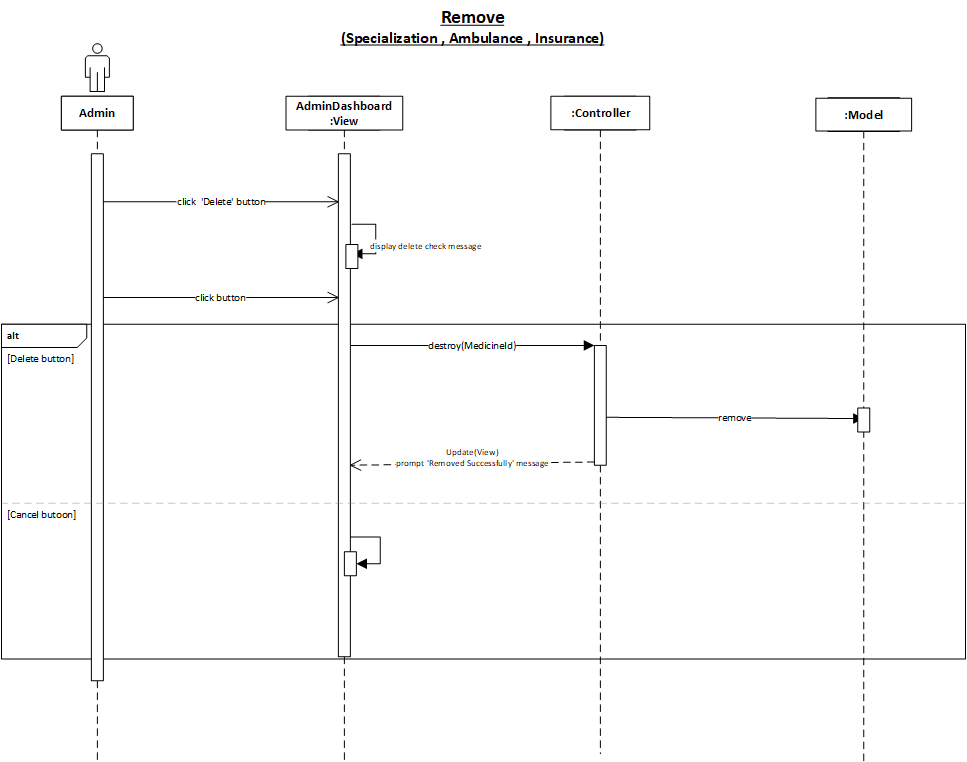 Remove
(Specialization , Ambulance , Insurance)
Admin
AdminDashboard
:View
:Controller
:Model
click 'Delete' button
display delete check message
click button
alt
destroy(MedicineId)
[Delete button]
remove
Update(View)
prompt 'Removed Successfully' message
[Cancel butoon]